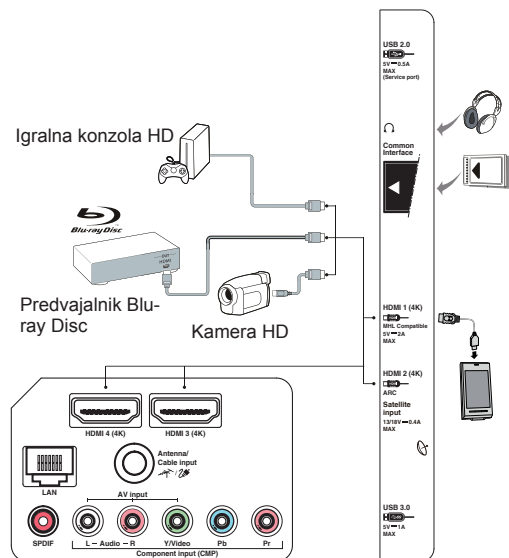 USB 2.0
5V 0.5A
MAX
(Service port)
Igralna konzola HD
Common
Interface
Blu-ray Disc
OUT
HDMI
Predvajalnik Blu-
ray Disc
Kamera HD
HDMI 1 (4K)
MHL Compatible
5V 2A
MAX
HDMI 2 (4K)
ARC
Satellite
input
13/18V 0.4A
MAX
HDMI 4 (4K)
HDMI 3 (4K)
Antenna/
Cable input
LAN
AV input
SPDIF
L – Audio – R
Y/Video
Pb
Pr
Component input (CMP)
USB 3.0
5V 1A
MAX